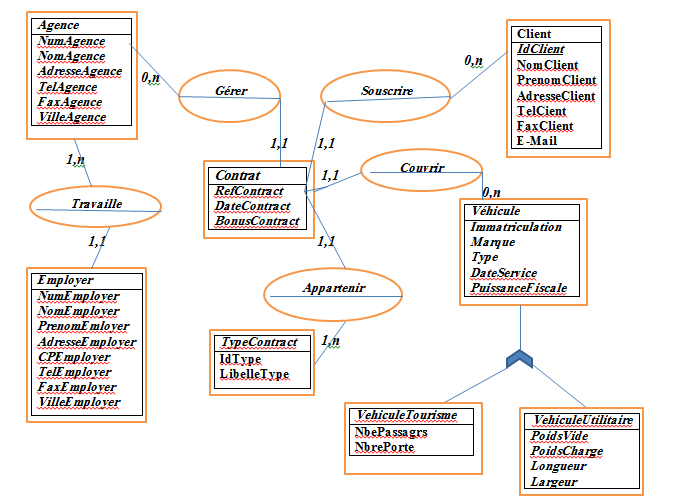 Agence
NumAgence
NomAgence
AdresseAgence
TelAgence
FaxAgence
VilleAgence
0,n
Gérer
1,1
Souscrire
0,n
1,1
Client
IdClient
NomClient
PrenomClient
AdresseClient
TelCient
FaxClient
E-Mail
1,n
Travaille
1,1
Contrat
RefContract
DateContract
BonusContract
1,1
Couvrir
0,n
Véhicule
Immatriculation
Marque
Type
DateService
PuissanceFiscale
1,1
Appartenir
1,n
Employer
NumEmployer
NomEmployer
PrenomEmloyer
AdresseEmployer
CPEmployer
TelEmployer
FaxEmployer
VilleEmployer
TypeContract
IdType
LibelleType
VehiculeTourisme
NbePassagrs
NbrePorte
VehiculeUtilitaire
PoidsVide
PoidsCharge
Longueur
Largeur